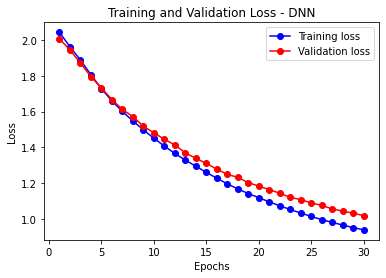 Training and Validation Loss - DNN
Training loss
Validation loss
Loss
2.0
1.8
1.6
1.4
1.2
1.0
0
5
10
15
20
25
30
Epochs